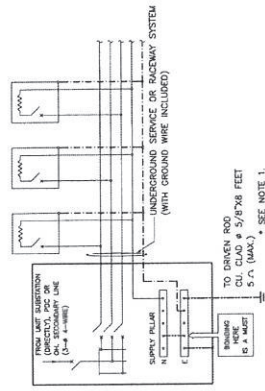 FROM UNIT SUBSTATION
(DIRECTLY), PDC OR
OH. SECONDARY LINE
(3-ø 4-WIRE)
SUPPLY PILLAR
N
E
BONDING
HERE
IS A MUST
UNDERGROUND SERVICE OR RACEWAY SYSTEM
(WITH GROUND WIRE INCLUDED)
TO DRIVEN ROD
CU. CLAD ø 5/8"X8 FEET
5 Ω (MAX.)
* SEE NOTE 1.